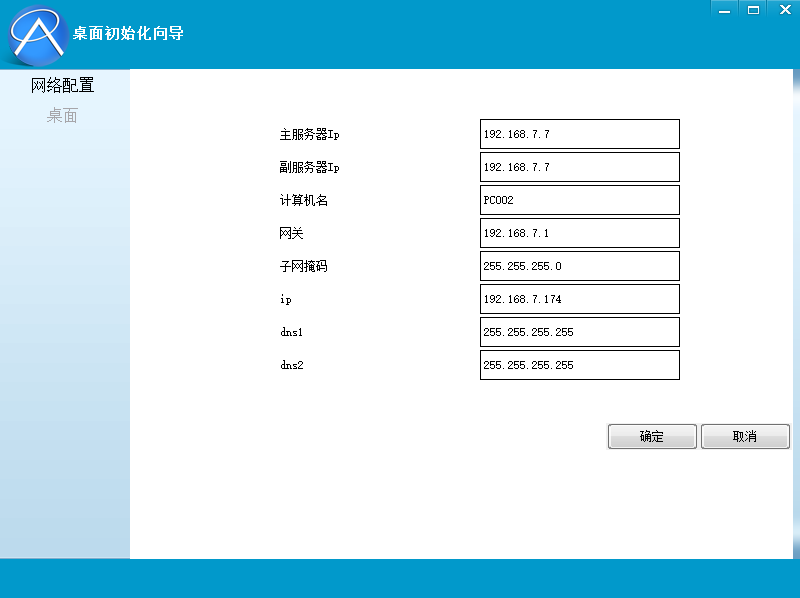 桌面初始化向导
网络配置
桌面
主服务器Ip 192.168.7.7
副服务器Ip 192.168.7.7
计算机名 PC002
网关 192.168.7.1
子网掩码 255.255.255.0
ip 192.168.7.174
dns1 255.255.255.255
dns2 255.255.255.255
确定 取消